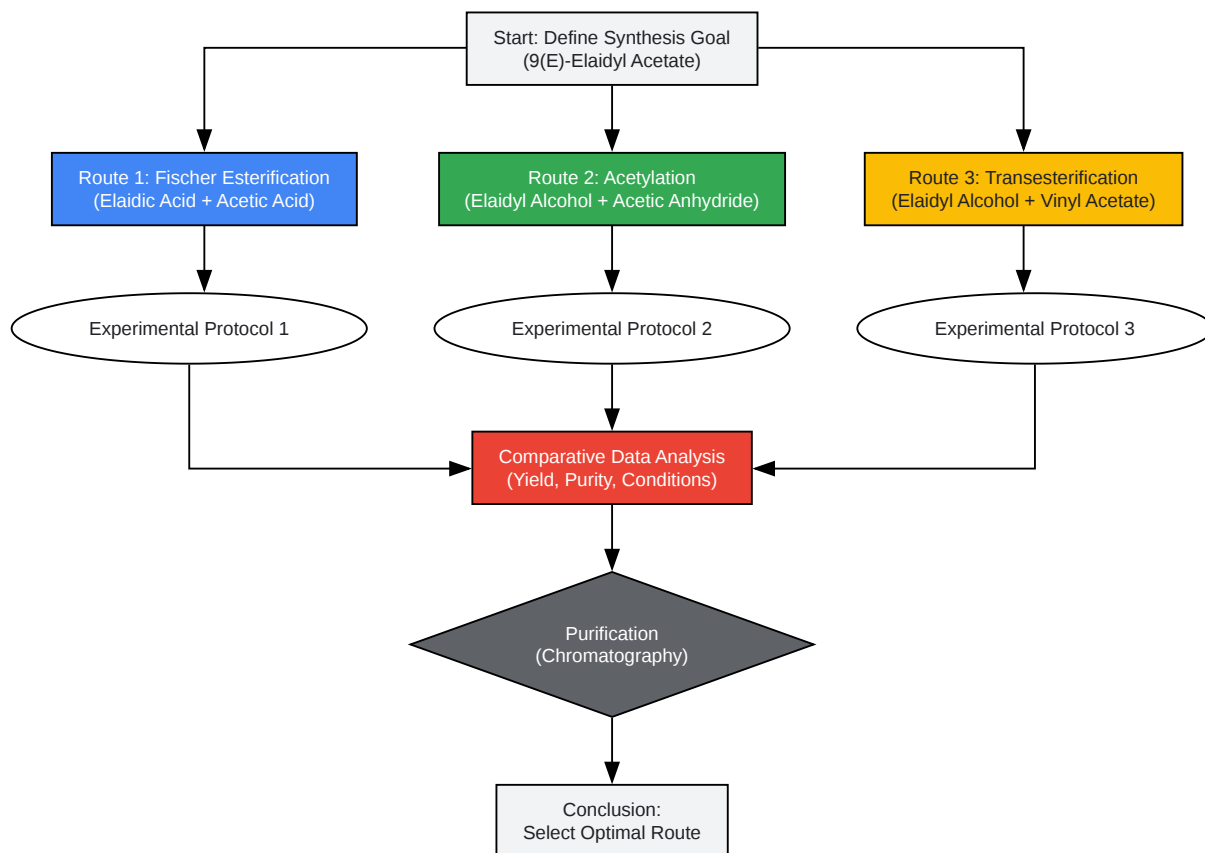 Start: Define Synthesis Goal
(9(E)-Elaidyl Acetate)
Route 1: Fischer Esterification
(Elaidic Acid + Acetic Acid)
Route 2: Acetylation
(Elaidyl Alcohol + Acetic Anhydride)
Route 3: Transesterification
(Elaidyl Alcohol + Vinyl Acetate)
Experimental Protocol 1
Experimental Protocol 2
Experimental Protocol 3
Comparative Data Analysis
(Yield, Purity, Conditions)
Purification
(Chromatography)
Conclusion:
Select Optimal Route